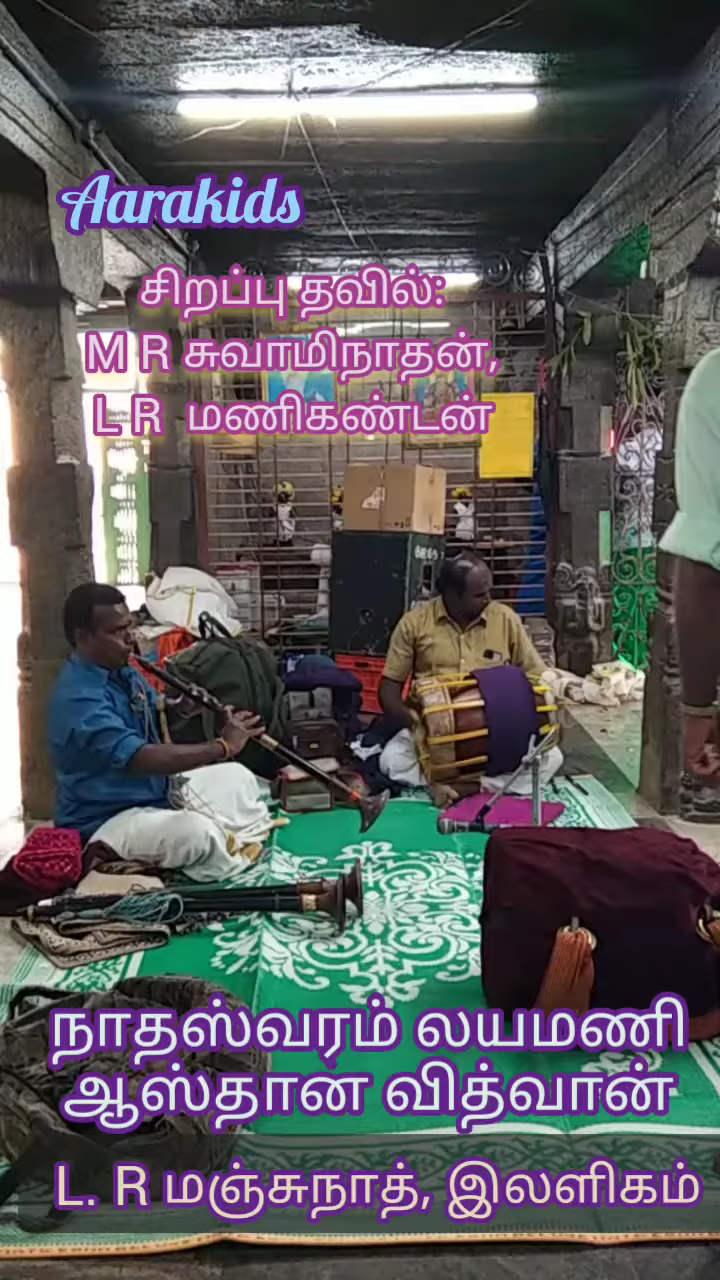 Aarakids
சிறப்பு தவில்:
M R சுவாமிநாதன்,
L R மணிகண்டன்
நாதஸ்வரம் லயமணி
ஆஸ்தான வித்வான்
L. R மஞ்சுநாத், இலளிகம்